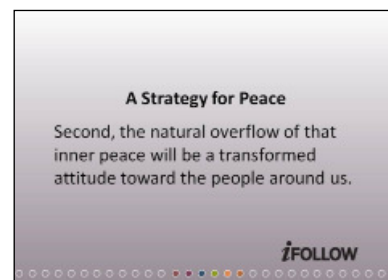 A Strategy for Peace
Second, the natural overflow of that
inner peace will be a transformed
attitude toward the people around us.
iFOLLOW